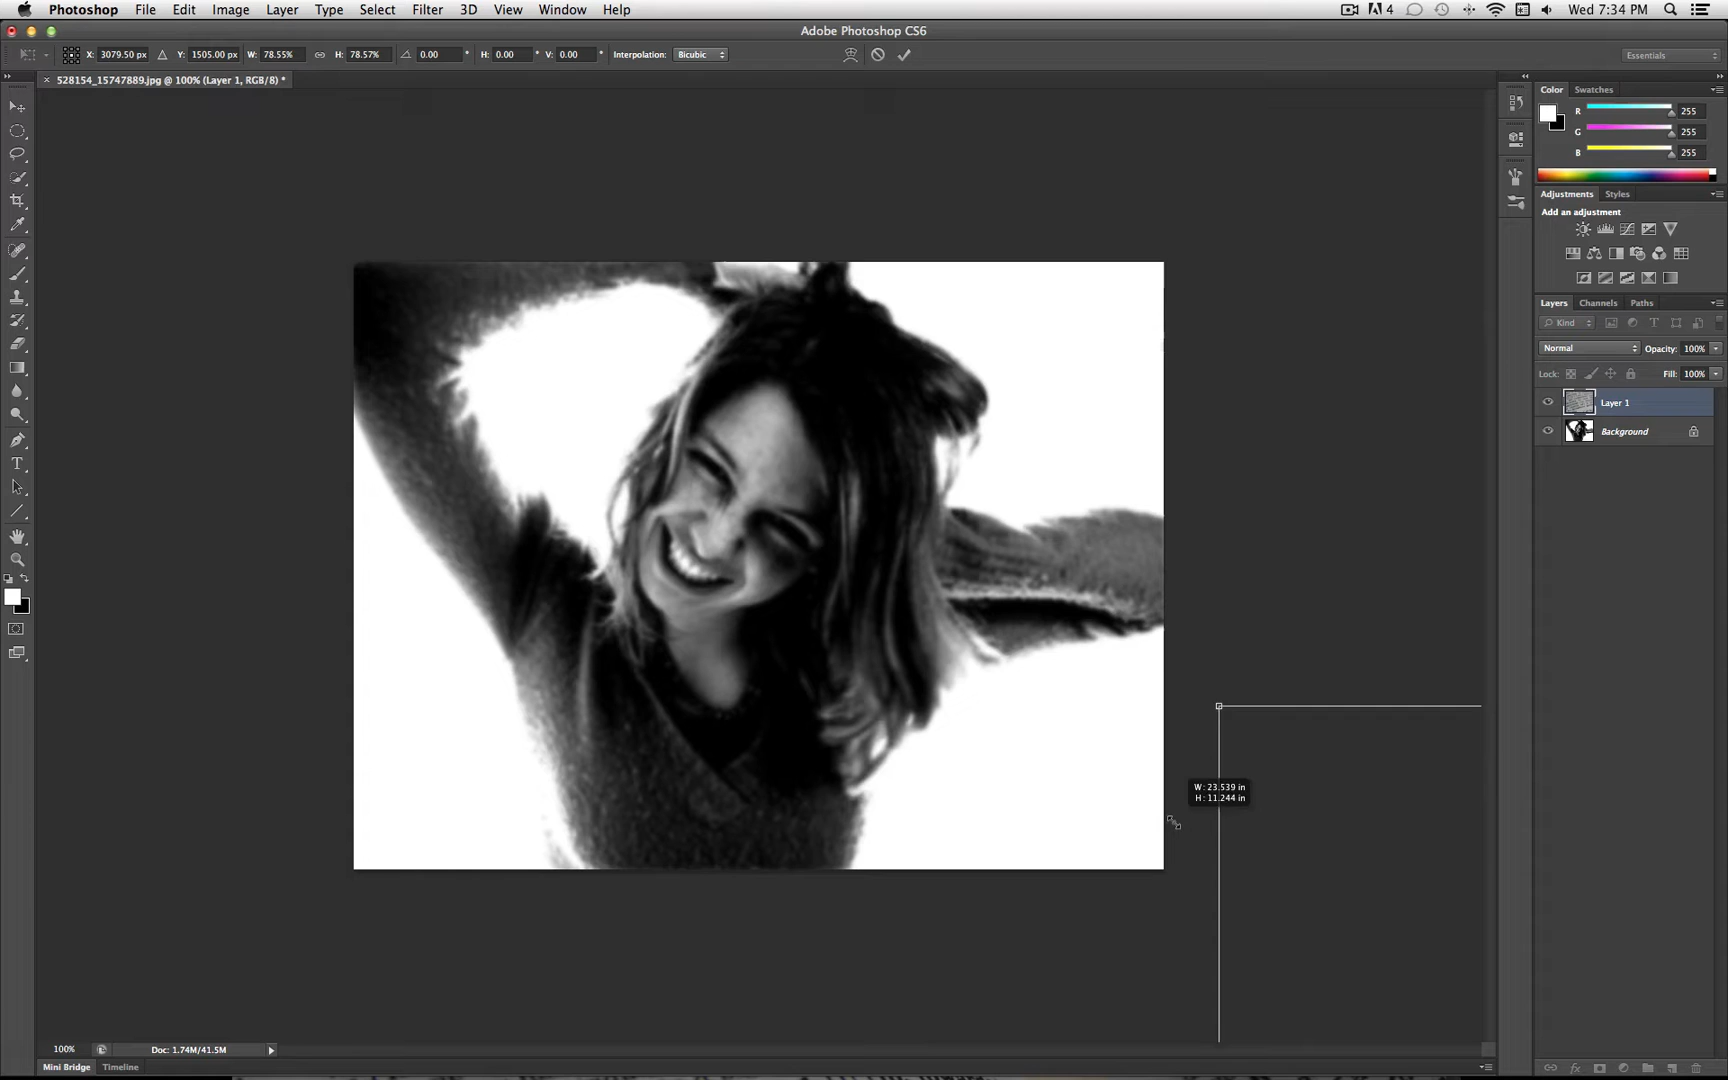 Photoshop File Edit Image Layer Type Select Filter 3D View Window Help 4 Wed 7:34 PM
Adobe Photoshop CS6
X: 3079.50 px Y: 1505.00 px W: 78.55% H: 78.57% 0.00 ° H: 0.00 ° V: 0.00 ° Interpolation: Bicubic Essentials
× 528154_15747889.jpg @ 100% (Layer 1, RGB/8) *
Color Swatches
R 255
G 255
B 255
Adjustments Styles
Add an adjustment
Layers Channels Paths
Kind
Normal Opacity: 100%
Lock: Fill: 100%
Layer 1
Background
W: 23.539 in
H: 11.244 in
100% Doc: 1.74M/41.5M
Mini Bridge Timeline